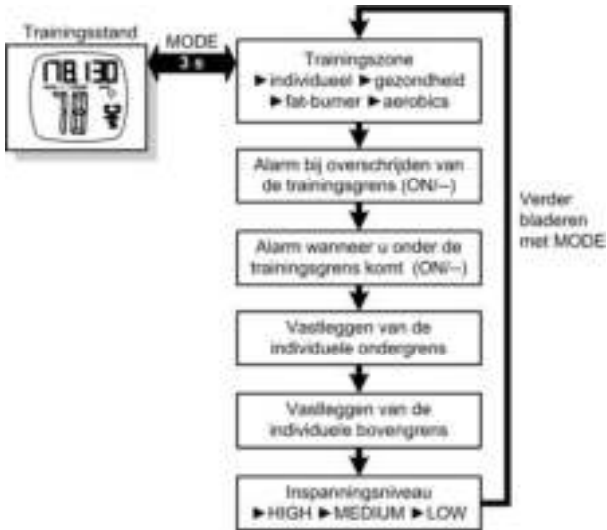 Trainingsstand
MODE
3 s
78.130
78
Trainingszone
►individueel ►gezondheid
►fat-burner ►aerobics
Alarm bij overschrijden van
de trainingsgrens (ON/--)
Alarm wanneer u onder de
trainingsgrens komt (ON/--)
Vastleggen van de
individuele ondergrens
Vastleggen van de
individuele bovengrens
Inspanningsniveau
►HIGH ►MEDIUM ►LOW
Verder
bladeren
met MODE